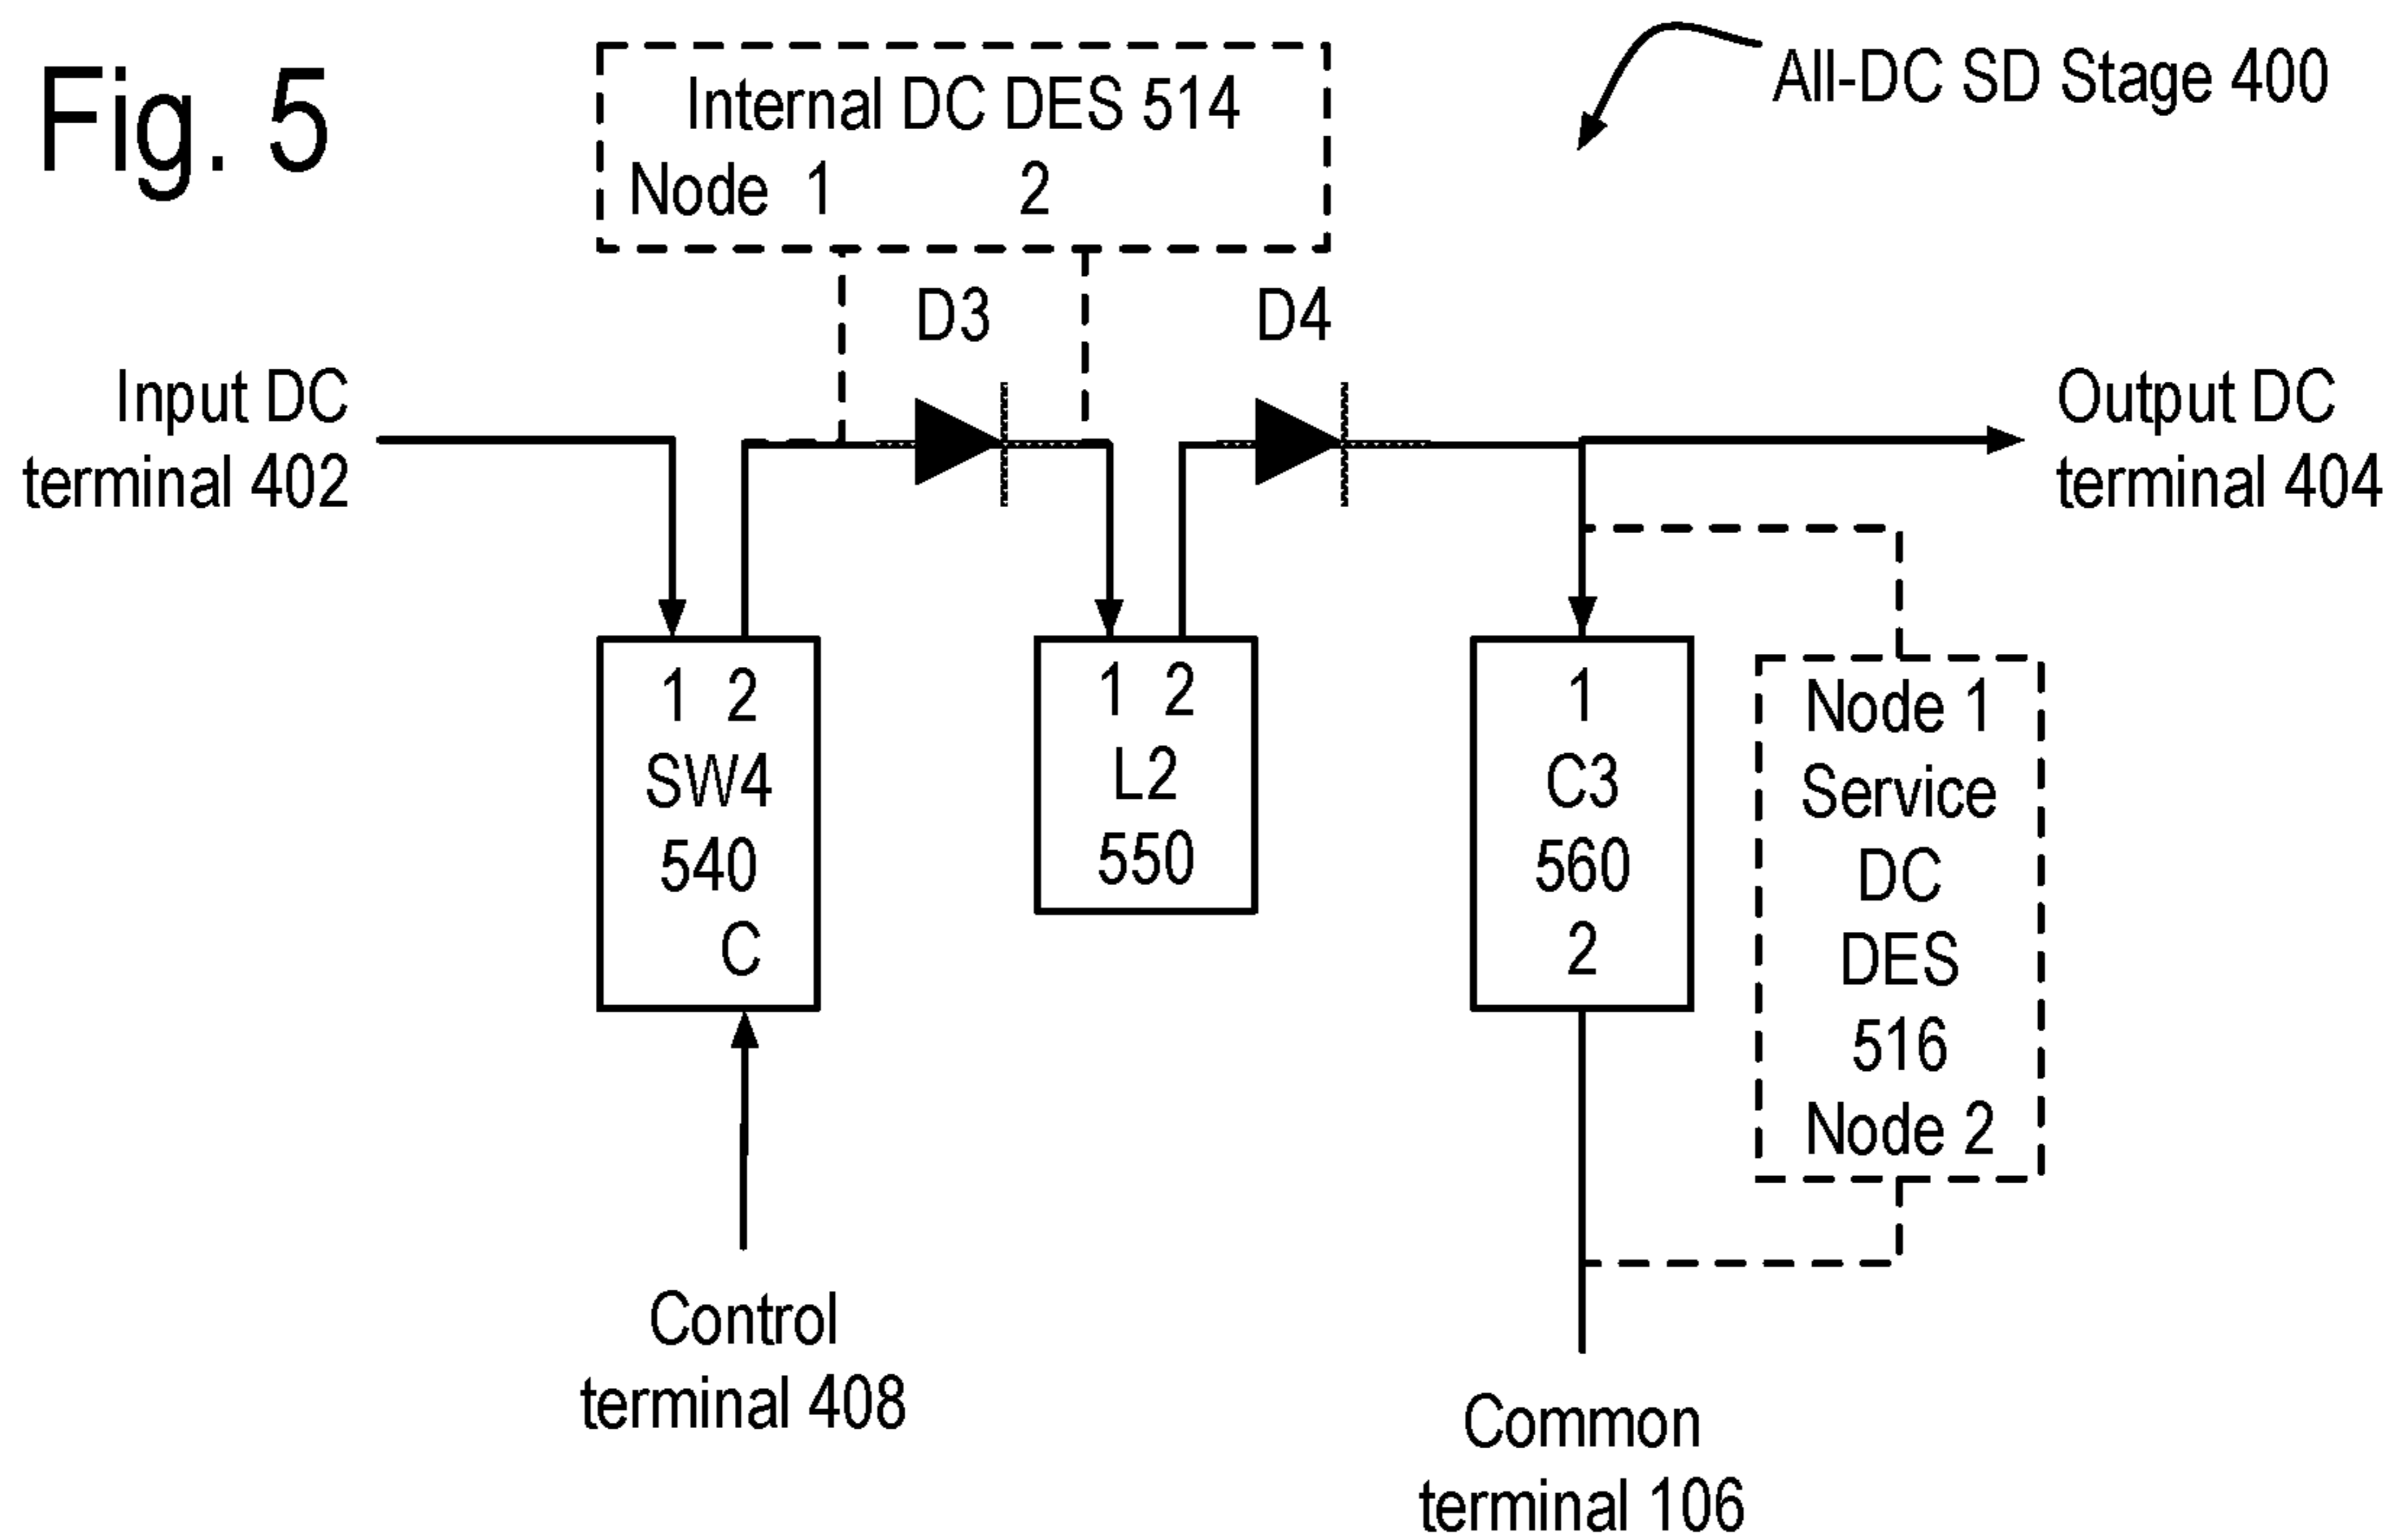 Fig. 5
Internal DC DES 514
Node 1 2
All-DC SD Stage 400
D3
D4
Input DC
terminal 402
Output DC
terminal 404
1 2
SW4
540
C
1 2
L2
550
1
C3
560
2
Node 1
Service
DC
DES
516
Node 2
Control
terminal 408
Common
terminal 106